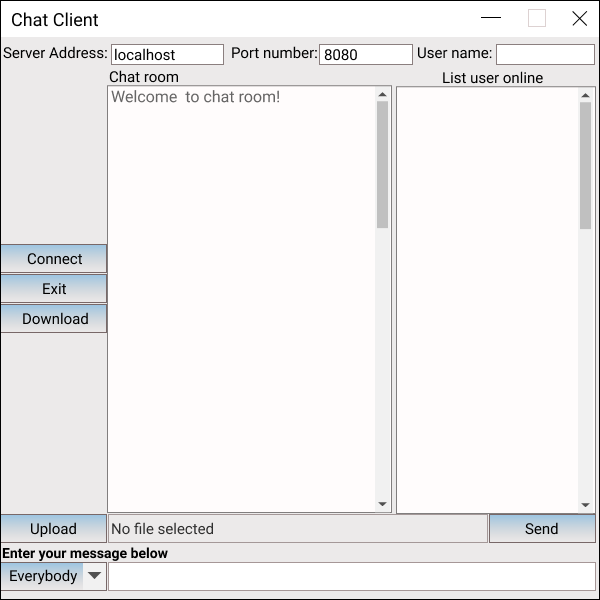 Chat Client
Server Address: localhost Port number: 8080 User name:
Chat room List user online
Welcome to chat room!
Connect
Exit
Download
Upload No file selected Send
Enter your message below
Everybody